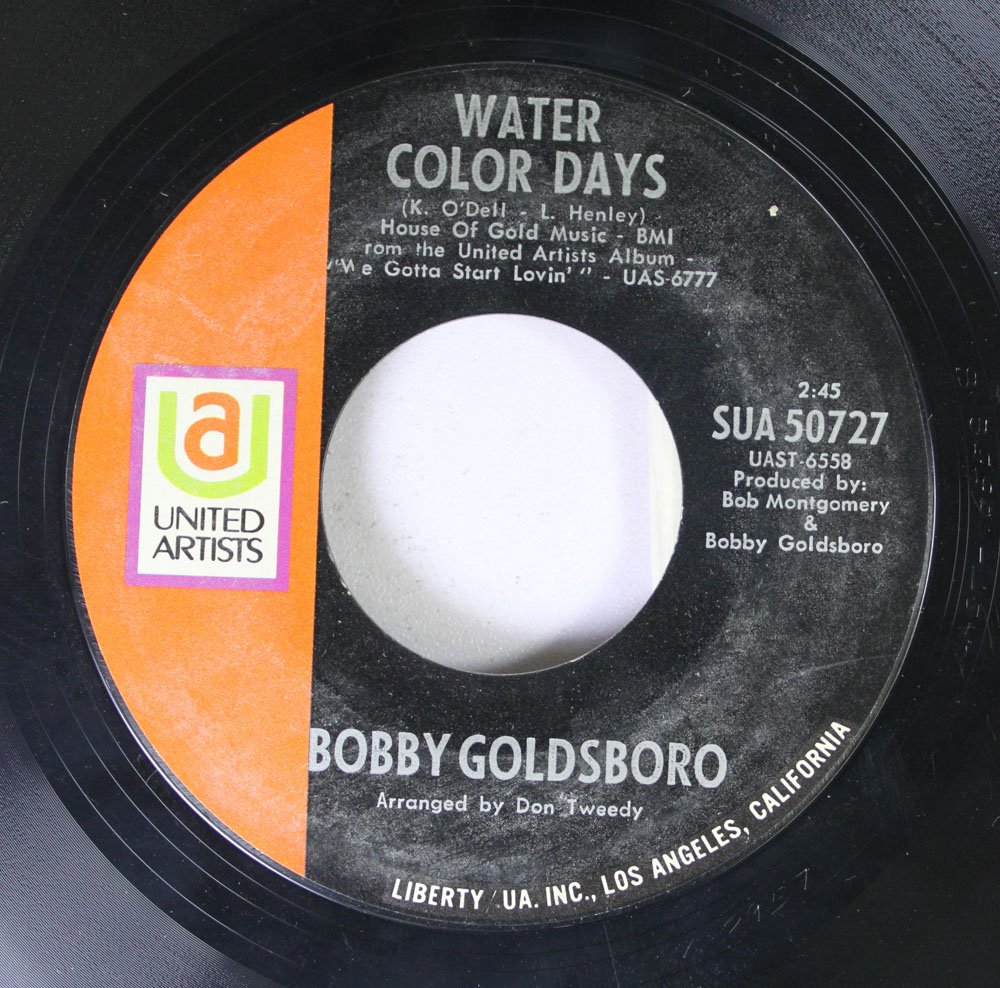 WATER
COLOR DAYS
(K. O'Dell - L. Henley)
House Of Gold Music - BMI
rom the United Artists Album -
"We Gotta Start Lovin' " - UAS-6777
2:45
SUA 50727
UAST-6558
Produced by:
Bob Montgomery
&
Bobby Goldsboro
ua
UNITED
ARTISTS
BOBBY GOLDSBORO
Arranged by Don Tweedy
LIBERTY/UA. INC., LOS ANGELES, CALIFORNIA